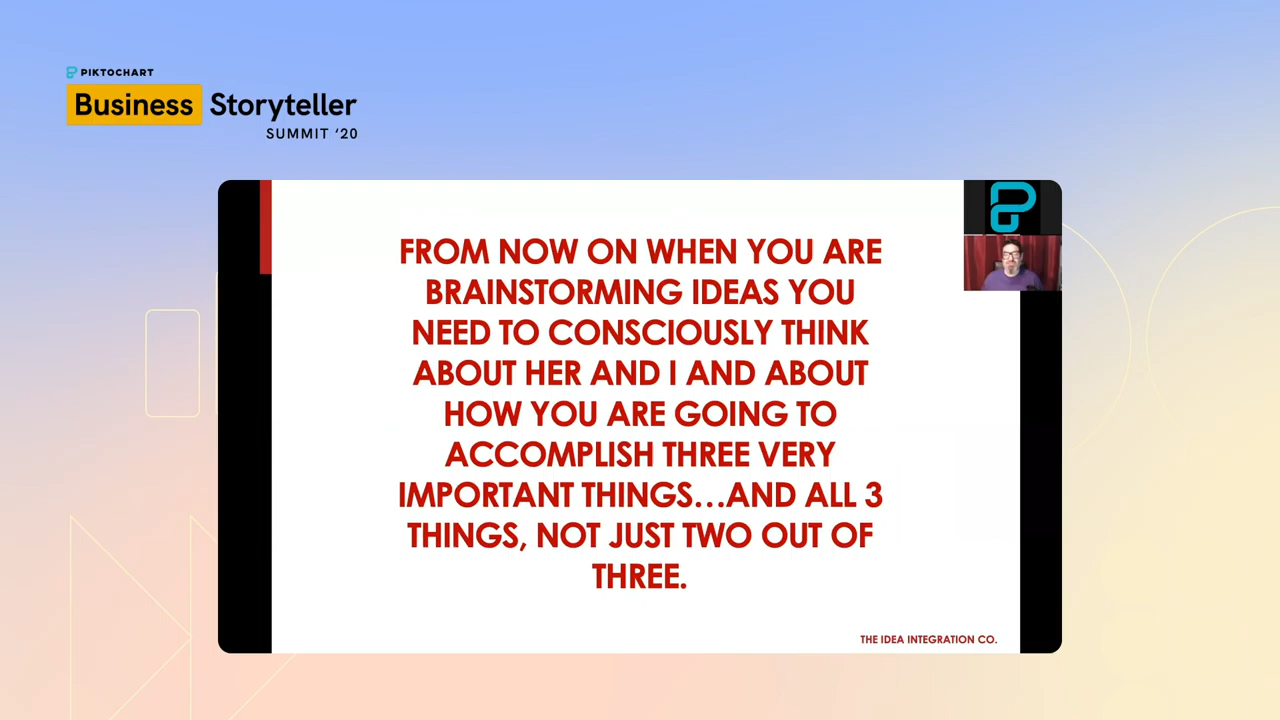 PIKTOCHART
Business Storyteller
SUMMIT ‘20
FROM NOW ON WHEN YOU ARE
BRAINSTORMING IDEAS YOU
NEED TO CONSCIOUSLY THINK
ABOUT HER AND I AND ABOUT
HOW YOU ARE GOING TO
ACCOMPLISH THREE VERY
IMPORTANT THINGS…AND ALL 3
THINGS, NOT JUST TWO OUT OF
THREE.
THE IDEA INTEGRATION CO.